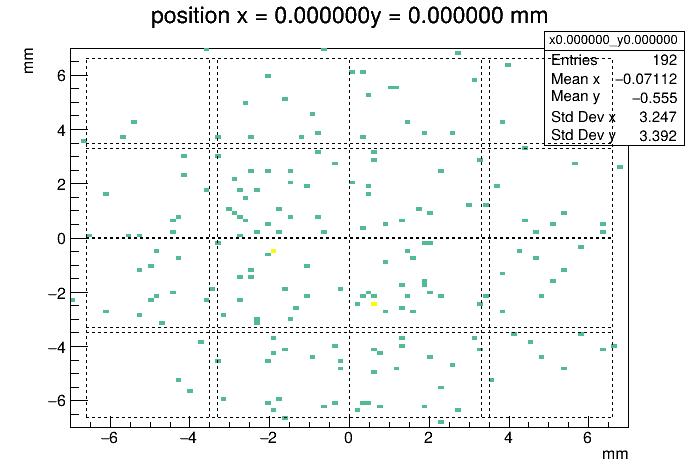 position x = 0.000000y = 0.000000 mm
x0.000000_y0.000000
Entries 192
Mean x −0.07112
Mean y −0.555
Std Dev x 3.247
Std Dev y 3.392
mm
6
4
2
0
−2
−4
−6
−6 −4 −2 0 2 4 6
mm